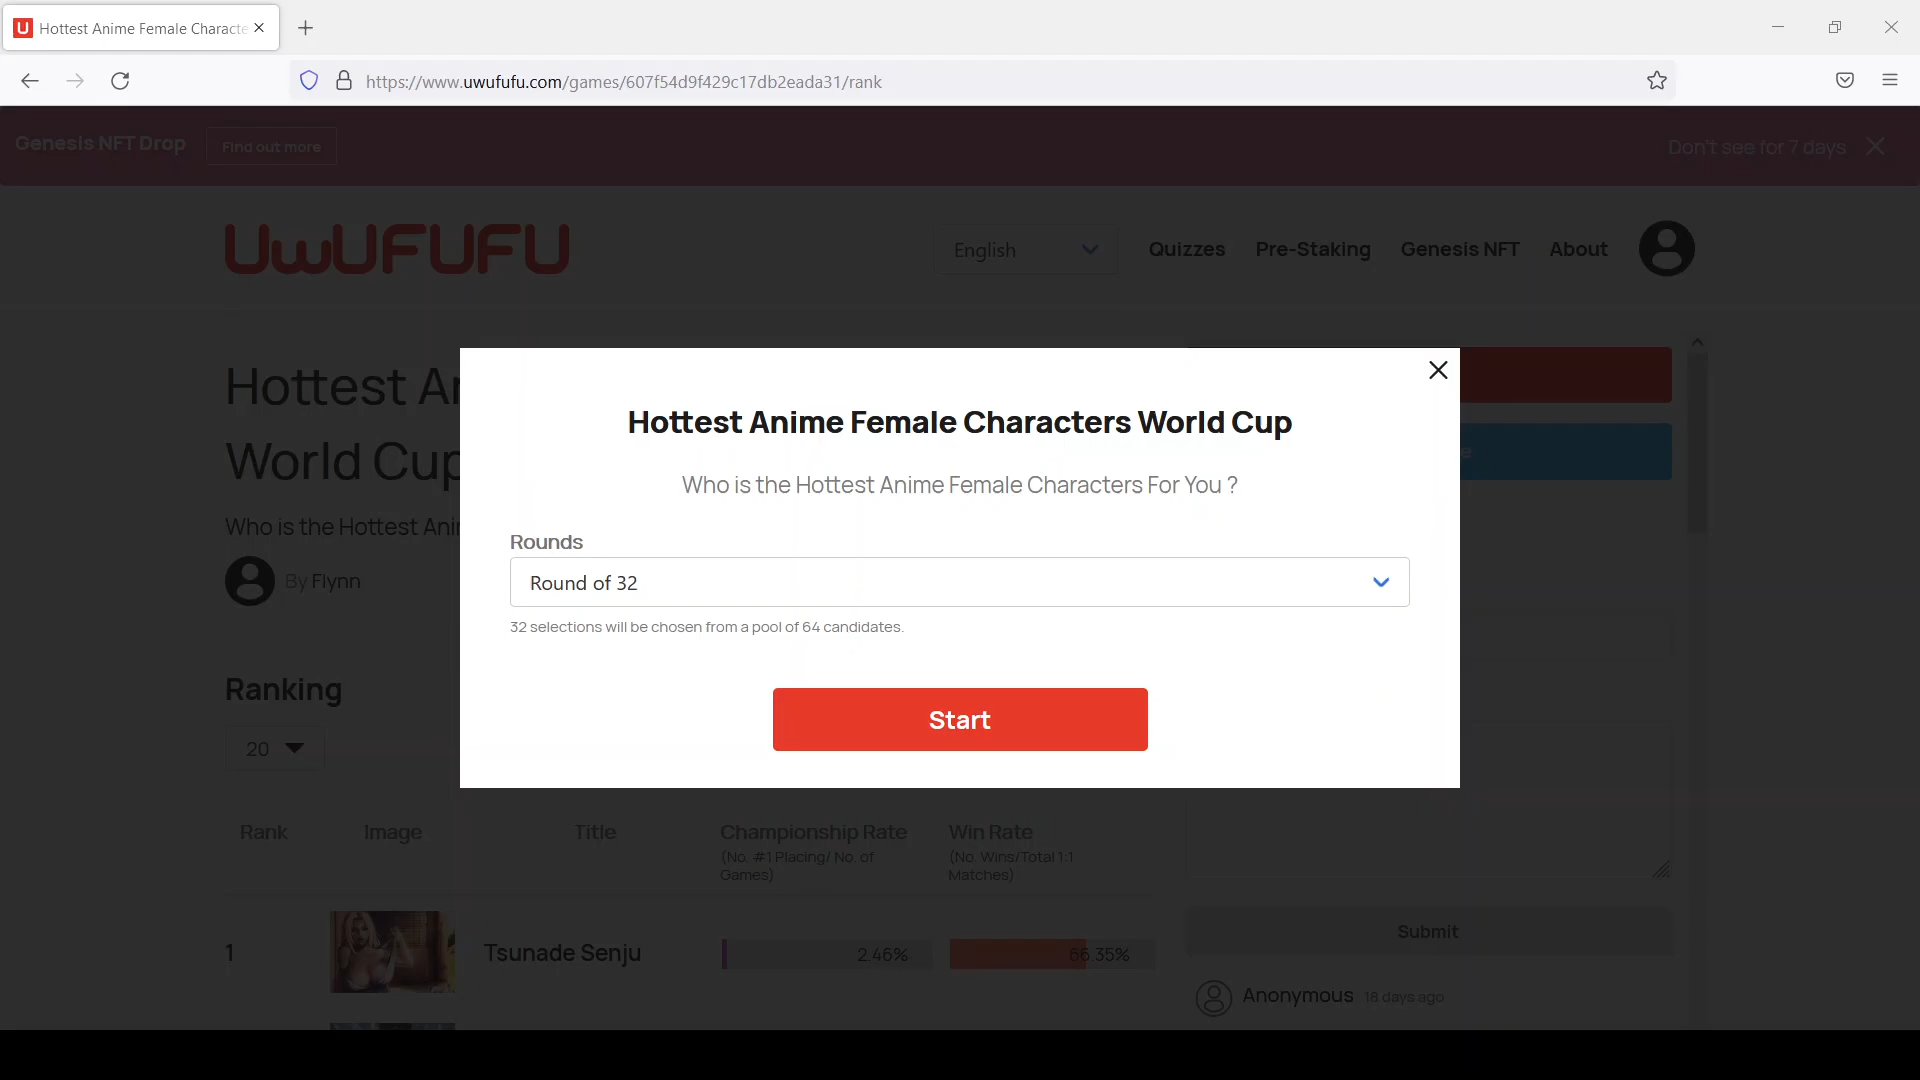 Hottest Anime Female Characte
https://www.uwufufu.com/games/607f54d9f429c17db2eada31/rank
Genesis NFT Drop
Find out more
Don't see for 7 days
UwUFUFU
English
Quizzes
Pre-Staking
Genesis NFT
About
Hottest An
World Cup
Who is the Hottest Ani
By Flynn
Hottest Anime Female Characters World Cup
Who is the Hottest Anime Female Characters For You ?
Rounds
Round of 32
32 selections will be chosen from a pool of 64 candidates.
Start
Ranking
20
Rank
Image
Title
Championship Rate
(No. #1 Placing/ No. of
Games)
Win Rate
(No. Wins/Total 1:1
Matches)
1
Tsunade Senju
2.46%
66.35%
Submit
Anonymous 18 days ago